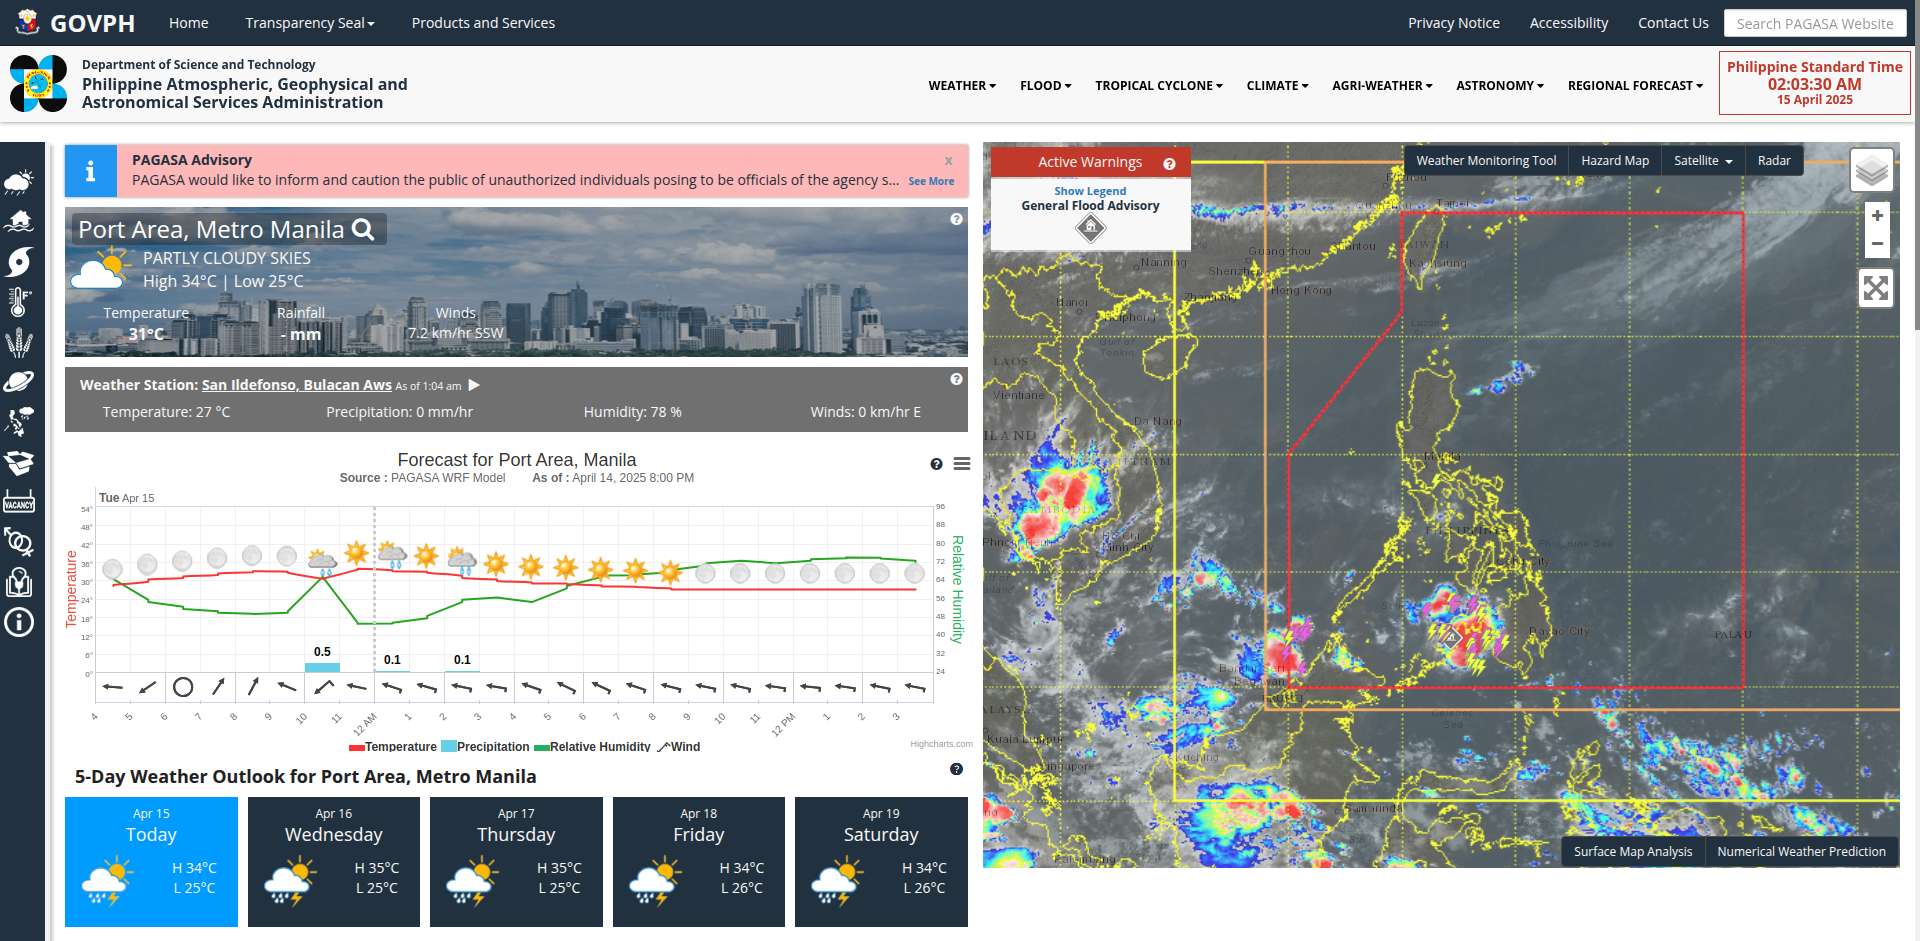 GOVPH
Home
Transparency Seal
Products and Services
Privacy Notice
Accessibility
Contact Us
Search PAGASA Website
Department of Science and Technology
Philippine Atmospheric, Geophysical and
Astronomical Services Administration
WEATHER
FLOOD
TROPICAL CYCLONE
CLIMATE
AGRI-WEATHER
ASTRONOMY
REGIONAL FORECAST
Philippine Standard Time
02:03:30 AM
15 April 2025
VACANCY
PAGASA Advisory
x
PAGASA would like to inform and caution the public of unauthorized individuals posing to be officials of the agency s...
See More
Port Area, Metro Manila
PARTLY CLOUDY SKIES
High 34°C | Low 25°C
Temperature
31°C
Rainfall
- mm
Winds
7.2 km/hr SSW
Weather Station: San Ildefonso, Bulacan Aws As of 1:04 am
Temperature: 27 °C
Precipitation: 0 mm/hr
Humidity: 78 %
Winds: 0 km/hr E
Forecast for Port Area, Manila
Source : PAGASA WRF Model As of : April 14, 2025 8:00 PM
Tue Apr 15
54°
48°
42°
36°
30°
24°
18°
12°
6°
0°
Temperature
96
88
80
72
64
56
48
40
32
24
Relative Humidity
0.5
0.1
0.1
4 5 6 7 8 9 10 11 12 AM 1 2 3 4 5 6 7 8 9 10 11 12 PM 1 2 3
Temperature Precipitation Relative Humidity Wind
Highcharts.com
5-Day Weather Outlook for Port Area, Metro Manila
Apr 15
Today
H 34°C
L 25°C
Apr 16
Wednesday
H 35°C
L 25°C
Apr 17
Thursday
H 35°C
L 25°C
Apr 18
Friday
H 34°C
L 26°C
Apr 19
Saturday
H 34°C
L 26°C
Active Warnings
Show Legend
General Flood Advisory
Weather Monitoring Tool
Hazard Map
Satellite
Radar
+
−
Guangzhou
Nanning
Hong Kong
Hanoi
Gulf of
Tonkin
LAOS
Vientiane
Da Nang
Philippine Sea
Davao City
PALAU
Kuala Lumpur
Kuching
Samarinda
Celebes
Sea
Surface Map Analysis
Numerical Weather Prediction